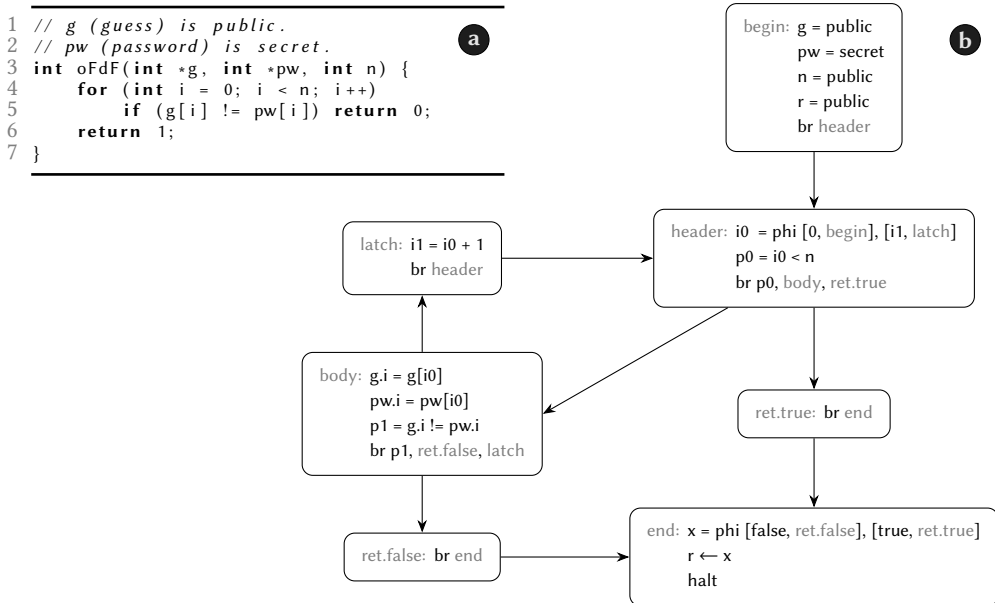 1 // g (guess) is public.
2 // pw (password) is secret.
3 int oFdF(int *g, int *pw, int n) {
4     for (int i = 0; i < n; i++)
5         if (g[i] != pw[i]) return 0;
6     return 1;
7 }
a
b
begin: g = public
pw = secret
n = public
r = public
br header
latch: i1 = i0 + 1
br header
header: i0 = phi [0, begin], [i1, latch]
p0 = i0 < n
br p0, body, ret.true
body: g.i = g[i0]
pw.i = pw[i0]
p1 = g.i != pw.i
br p1, ret.false, latch
ret.true: br end
ret.false: br end
end: x = phi [false, ret.false], [true, ret.true]
r ← x
halt